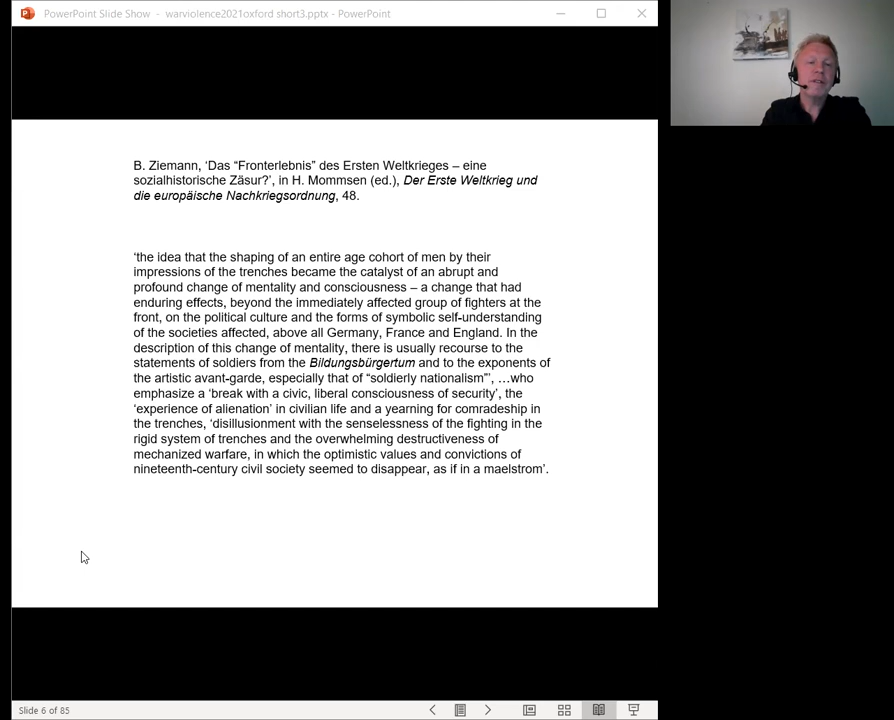 PowerPoint Slide Show - warviolence2021oxford short3.pptx - PowerPoint
B. Ziemann, ‘Das “Fronterlebnis” des Ersten Weltkrieges – eine
sozialhistorische Zäsur?’, in H. Mommsen (ed.), Der Erste Weltkrieg und
die europäische Nachkriegsordnung, 48.
‘the idea that the shaping of an entire age cohort of men by their
impressions of the trenches became the catalyst of an abrupt and
profound change of mentality and consciousness – a change that had
enduring effects, beyond the immediately affected group of fighters at the
front, on the political culture and the forms of symbolic self-understanding
of the societies affected, above all Germany, France and England. In the
description of this change of mentality, there is usually recourse to the
statements of soldiers from the Bildungsbürgertum and to the exponents of
the artistic avant-garde, especially that of “soldierly nationalism”’, …who
emphasize a ‘break with a civic, liberal consciousness of security’, the
‘experience of alienation’ in civilian life and a yearning for comradeship in
the trenches, ‘disillusionment with the senselessness of the fighting in the
rigid system of trenches and the overwhelming destructiveness of
mechanized warfare, in which the optimistic values and convictions of
nineteenth-century civil society seemed to disappear, as if in a maelstrom’.
Slide 6 of 85